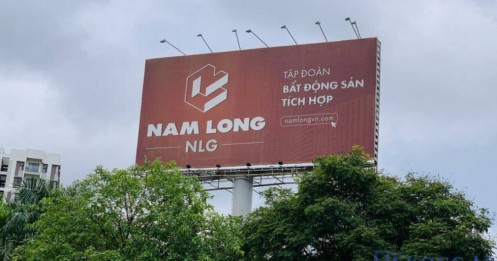 NAM LONG
NLG
TẬP ĐOÀN
BẤT ĐỘNG SẢN
TÍCH HỢP
namlongvn.com